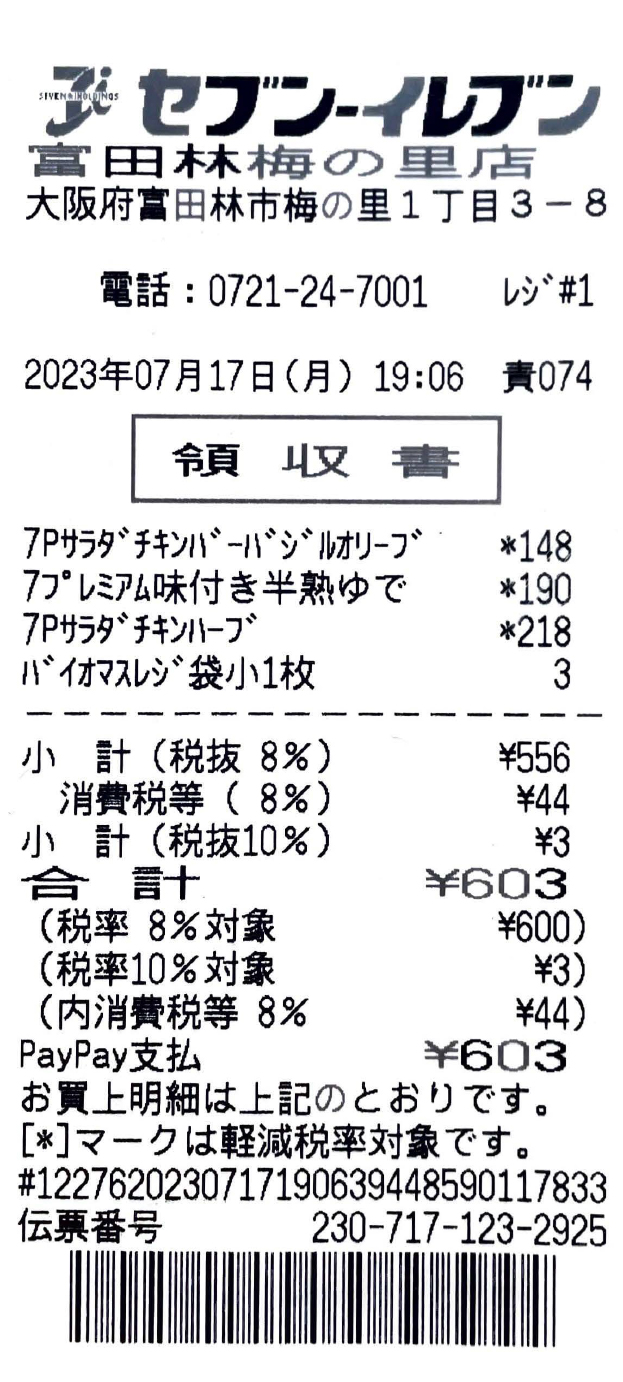 SEVEN & i HOLDINGS
セブン-イレブン
富田林梅の里店
大阪府富田林市梅の里1丁目3-8
電話:0721-24-7001 レジ#1
2023年07月17日(月) 19:06 責074
領 収 書
7Pサラダチキンバーバジルオリーブ *148
7プレミアム味付き半熟ゆで *190
7Pサラダチキンハーブ *218
バイオマスレジ袋小1枚 3
小 計(税抜 8%) ¥556
消費税等( 8%) ¥44
小 計(税抜10%) ¥3
合 計 ¥603
(税率 8%対象 ¥600)
(税率10%対象 ¥3)
(内消費税等 8% ¥44)
PayPay支払 ¥603
お買上明細は上記のとおりです。
[*]マークは軽減税率対象です。
#1227620230717190639448590117833
伝票番号 230-717-123-2925